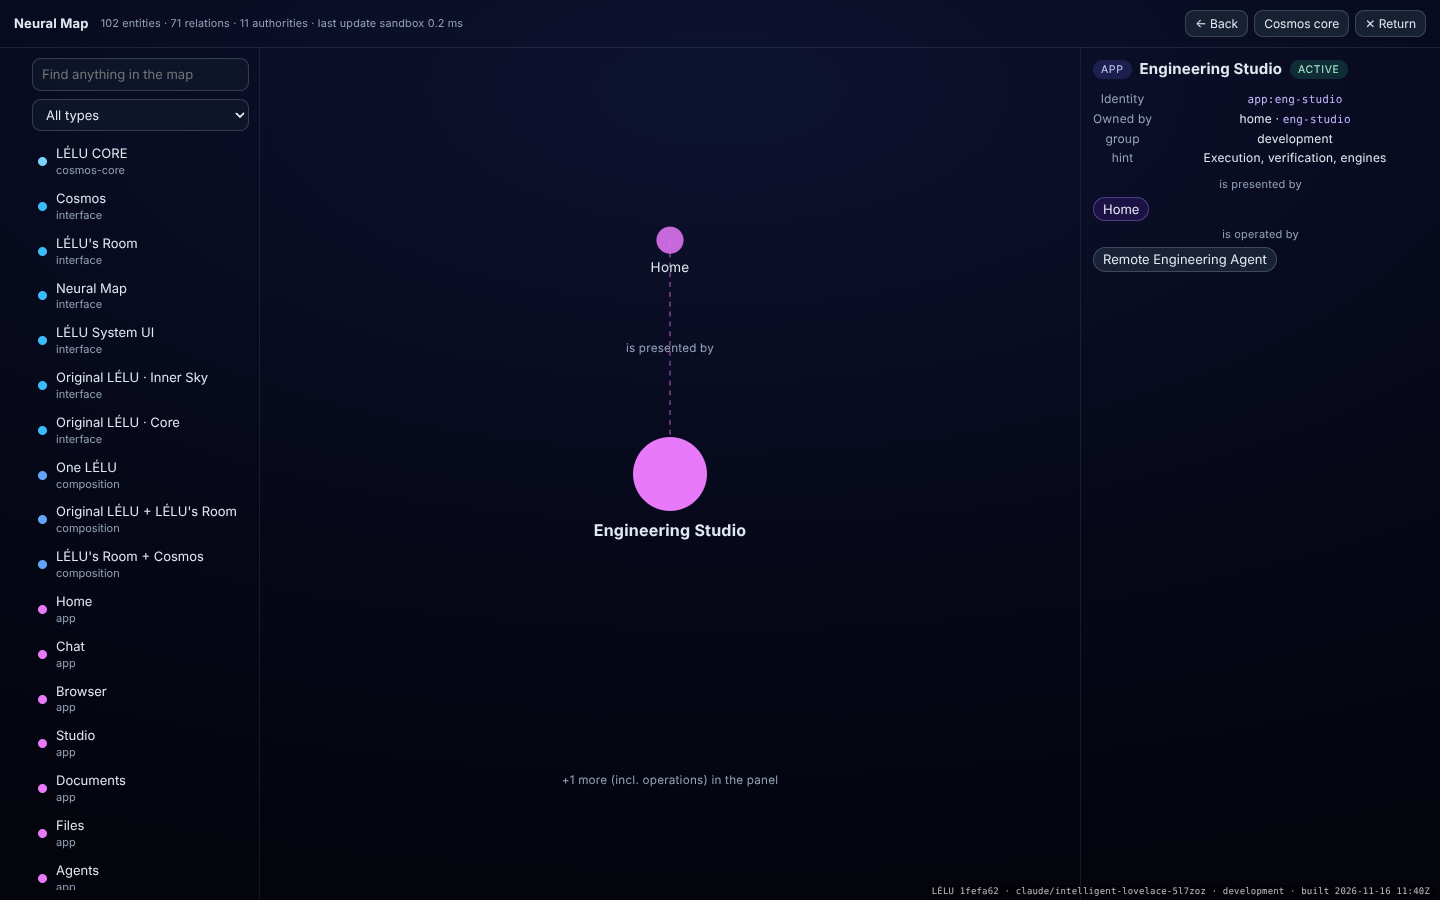 Neural Map
102 entities · 71 relations · 11 authorities · last update sandbox 0.2 ms
← Back
Cosmos core
✕ Return
Find anything in the map
All types
LÉLU CORE
cosmos-core
Cosmos
interface
LÉLU's Room
interface
Neural Map
interface
LÉLU System UI
interface
Original LÉLU · Inner Sky
interface
Original LÉLU · Core
interface
One LÉLU
composition
Original LÉLU + LÉLU's Room
composition
LÉLU's Room + Cosmos
composition
Home
app
Chat
app
Browser
app
Studio
app
Documents
app
Files
app
Agents
app
Home
is presented by
Engineering Studio
+1 more (incl. operations) in the panel
APP Engineering Studio ACTIVE
Identity app:eng-studio
Owned by home · eng-studio
group development
hint Execution, verification, engines
is presented by
Home
is operated by
Remote Engineering Agent
LÉLU 1fefa62 · claude/intelligent-lovelace-5l7zoz · development · built 2026-11-16 11:40Z